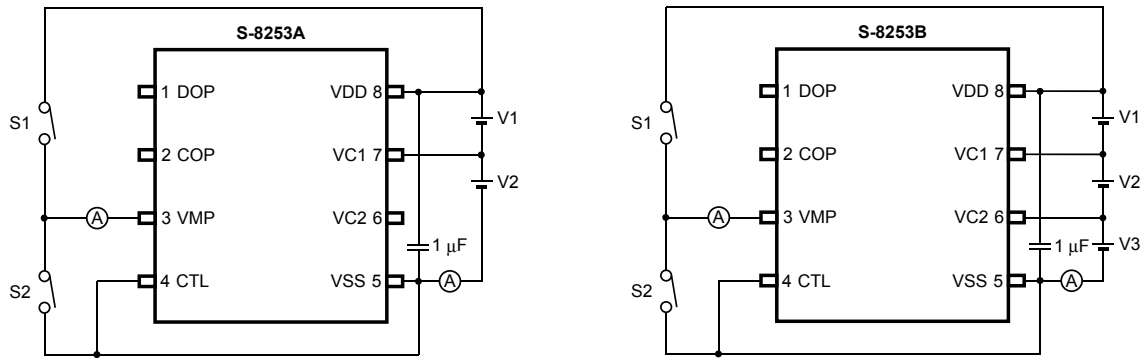 S-8253A
1 DOP
VDD 8
S1
V1
2 COP
VC1 7
V2
A
3 VMP
VC2 6
1 μF
S2
4 CTL
VSS 5
A
S-8253B
1 DOP
VDD 8
S1
V1
2 COP
VC1 7
V2
A
3 VMP
VC2 6
1 μF
V3
S2
4 CTL
VSS 5
A